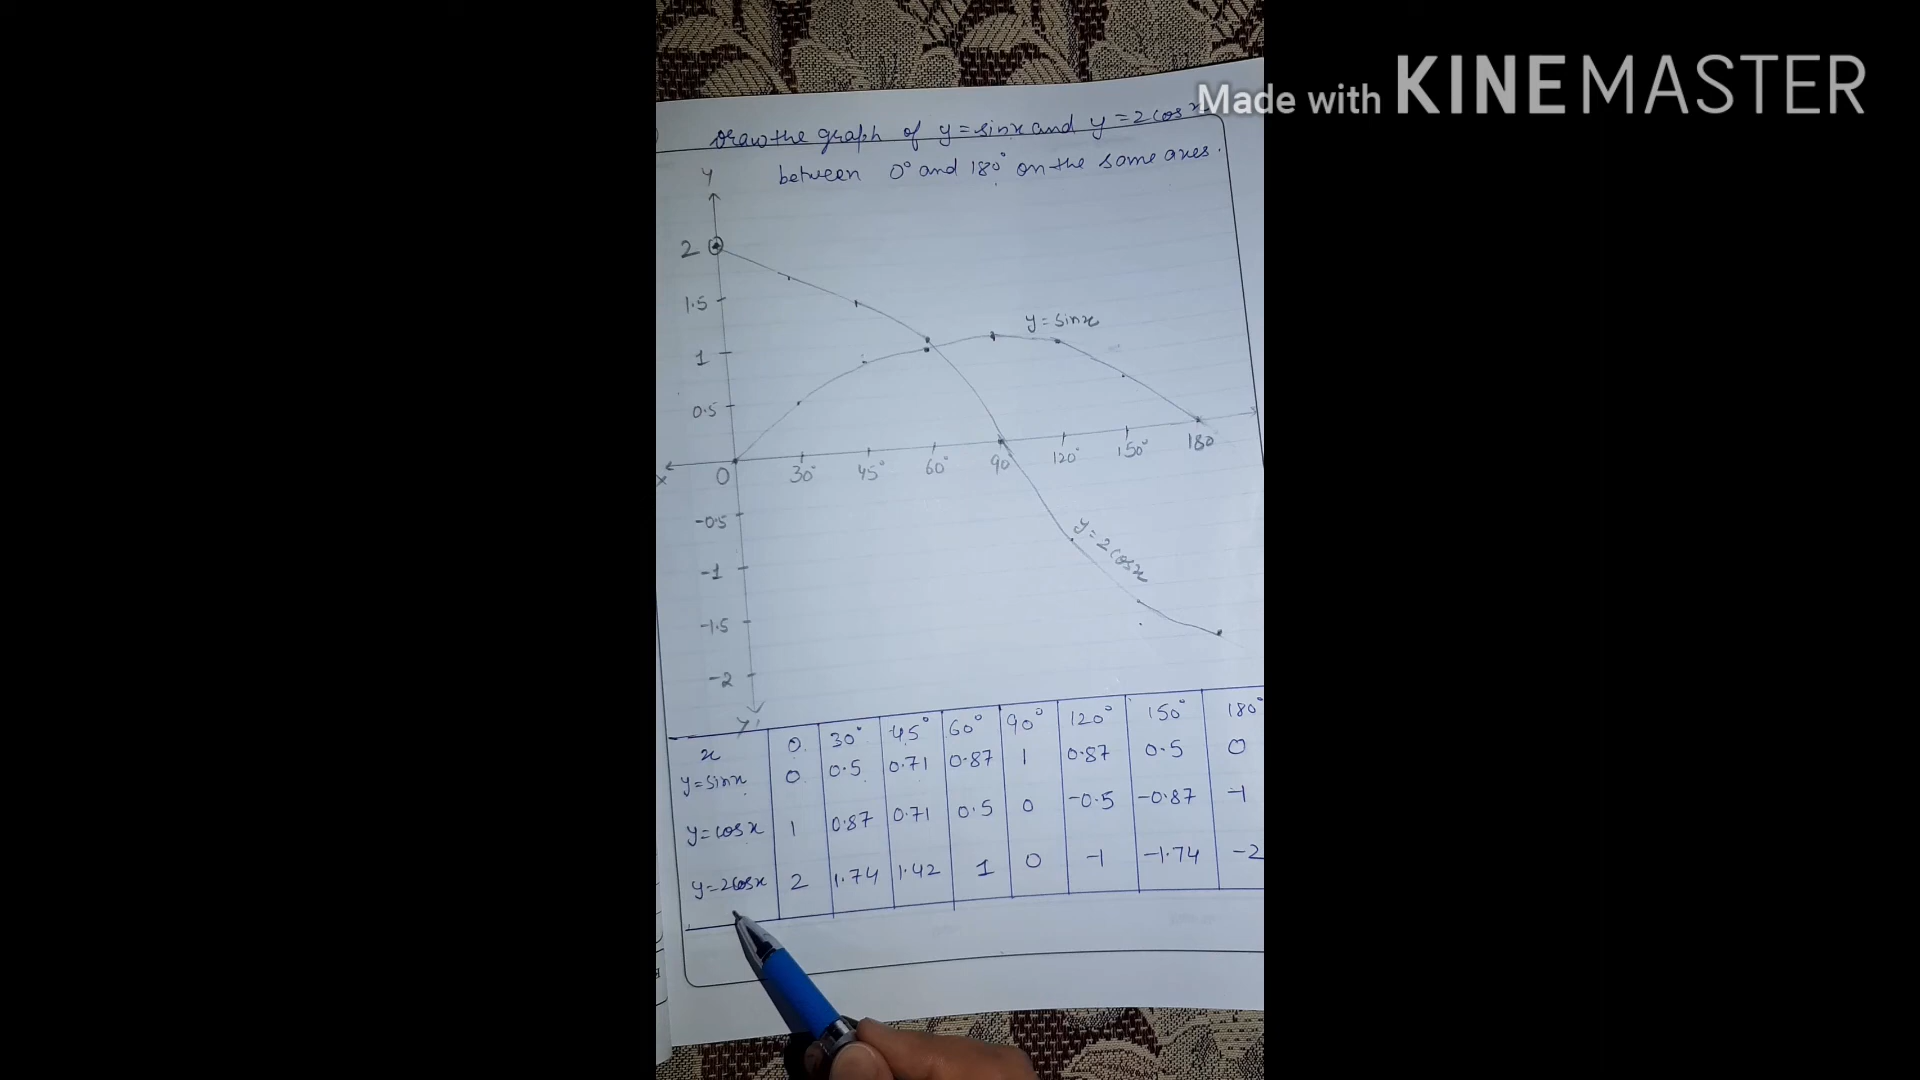 Made with KINEMASTER
Draw the graph of y = sinx and y = 2cosx
between 0° and 180° on the same axes.
Y
2
1.5
y = sinx
1
0.5
180
150°
120°
90°
60°
45°
30°
0
x
-0.5
y = 2cosx
-1
-1.5
-2
Y'
x 0 30° 45° 60° 90° 120° 150° 180°
y=sinx 0 0.5 0.71 0.87 1 0.87 0.5 0
y=cosx 1 0.87 0.71 0.5 0 -0.5 -0.87 -1
y=2cosx 2 1.74 1.42 1 0 -1 -1.74 -2